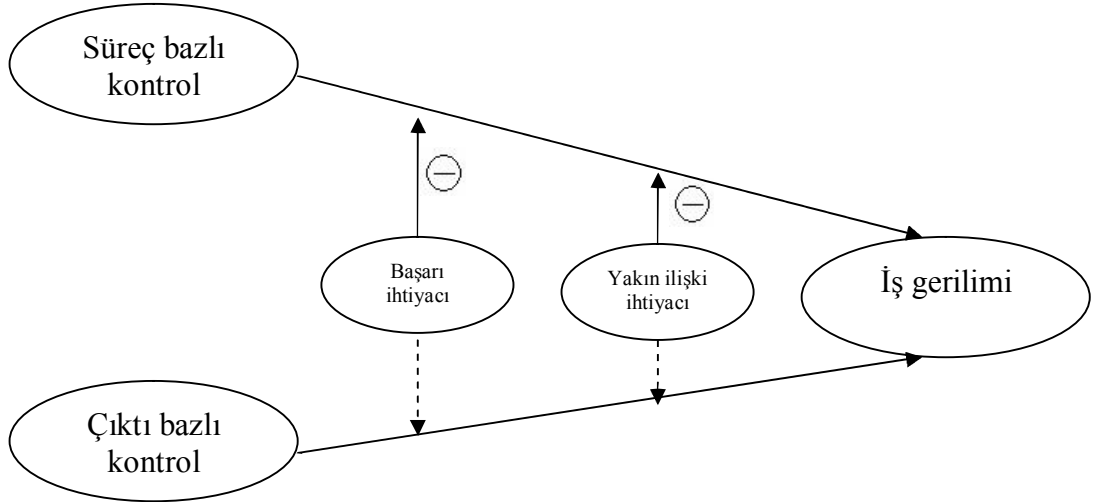 Süreç bazlı
kontrol
Başarı
ihtiyacı
Yakın ilişki
ihtiyacı
İş gerilimi
Çıktı bazlı
kontrol